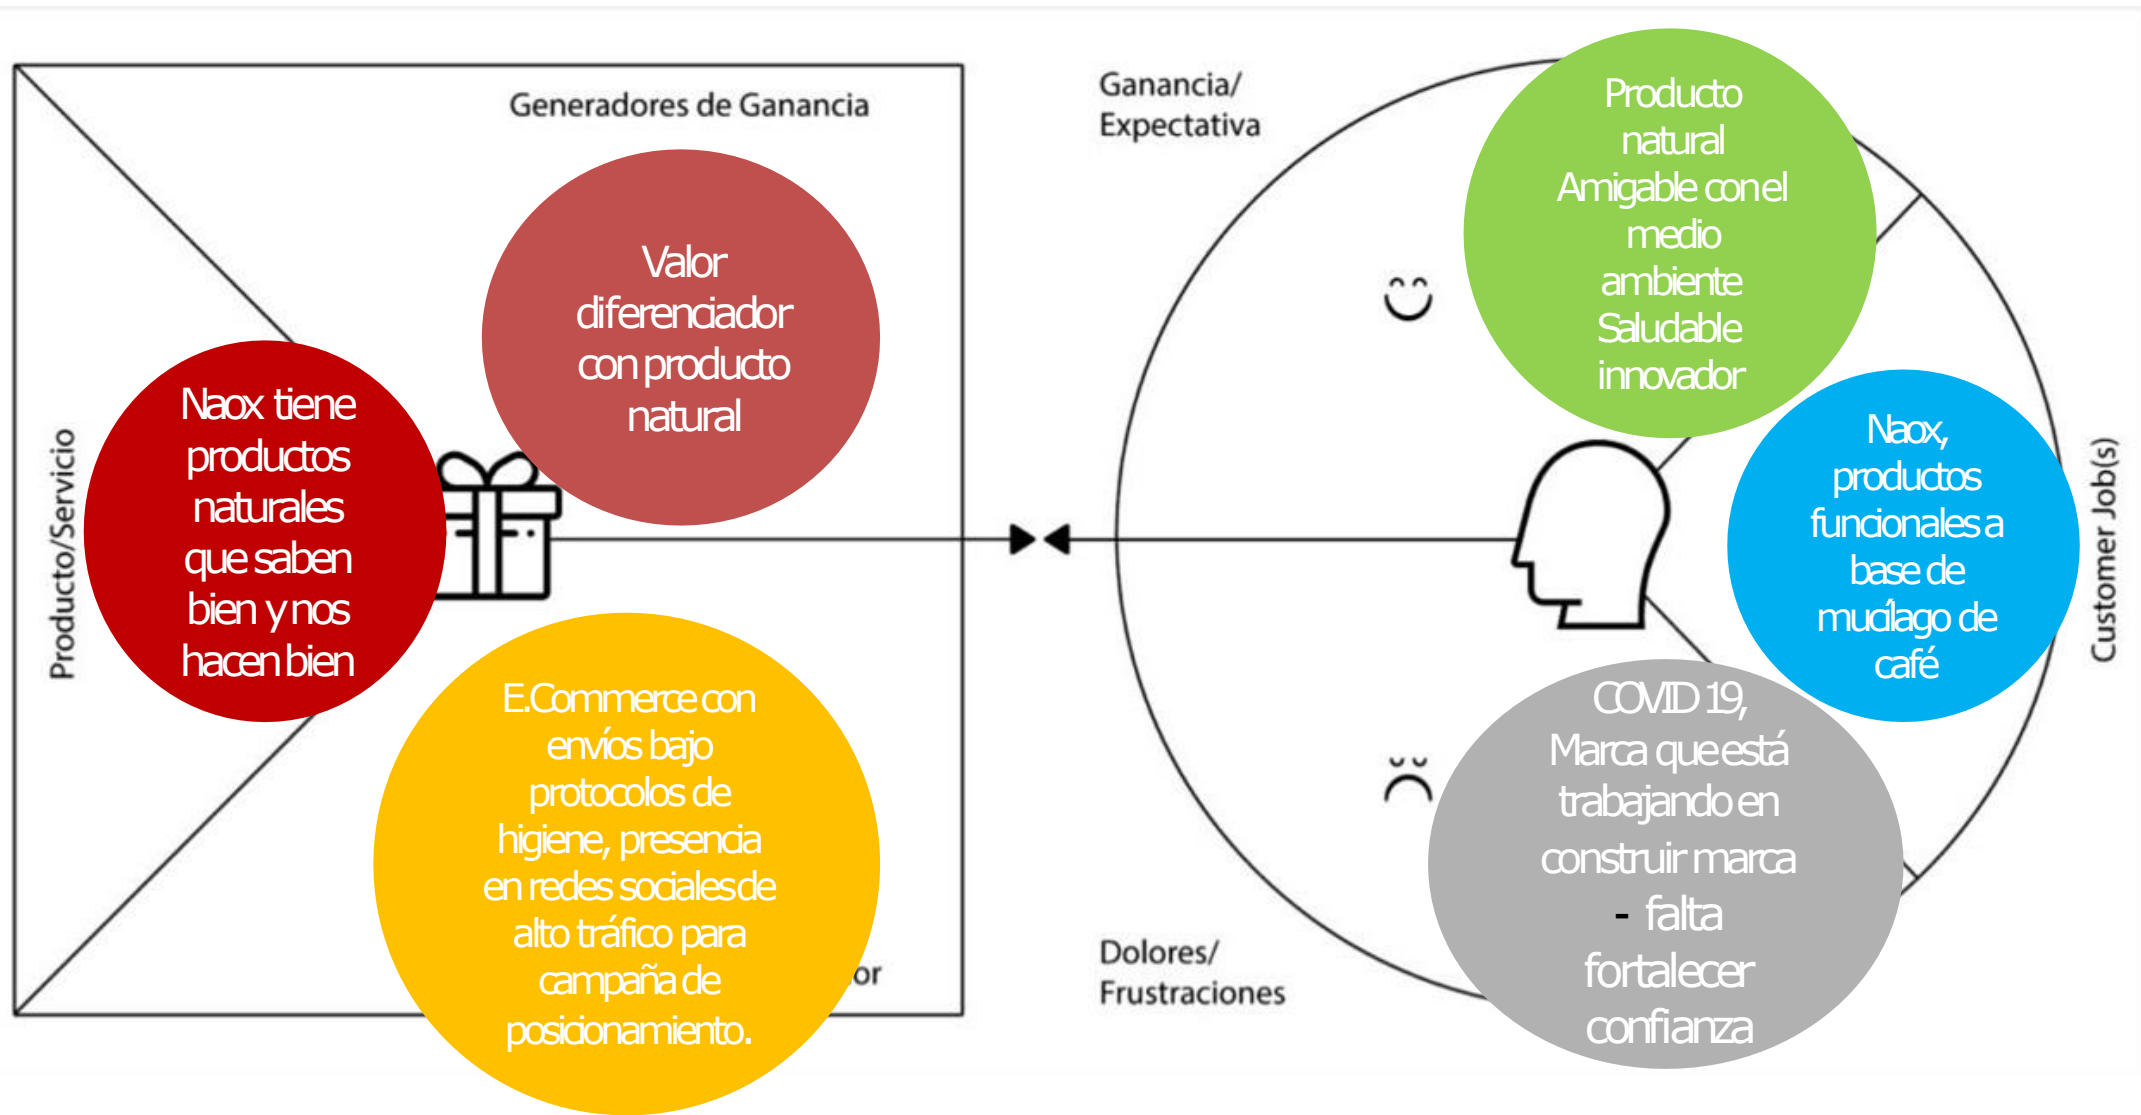 Generadores de Ganancia
Valor
diferenciador
con producto
natural
Producto/Servicio
Naox tiene
productos
naturales
que saben
bien y nos
hacen bien
E.Commerce con
envíos bajo
protocolos de
higiene, presencia
en redes sociales de
alto tráfico para
campaña de
posicionamiento.
Ganancia/
Expectativa
Producto
natural
Amigable con el
medio
ambiente
Saludable
innovador
Naox,
productos
funcionales a
base de
mucílago de
café
Customer Job(s)
COVID 19,
Marca que está
trabajando en
construir marca
- falta
fortalecer
confianza
Dolores/
Frustraciones